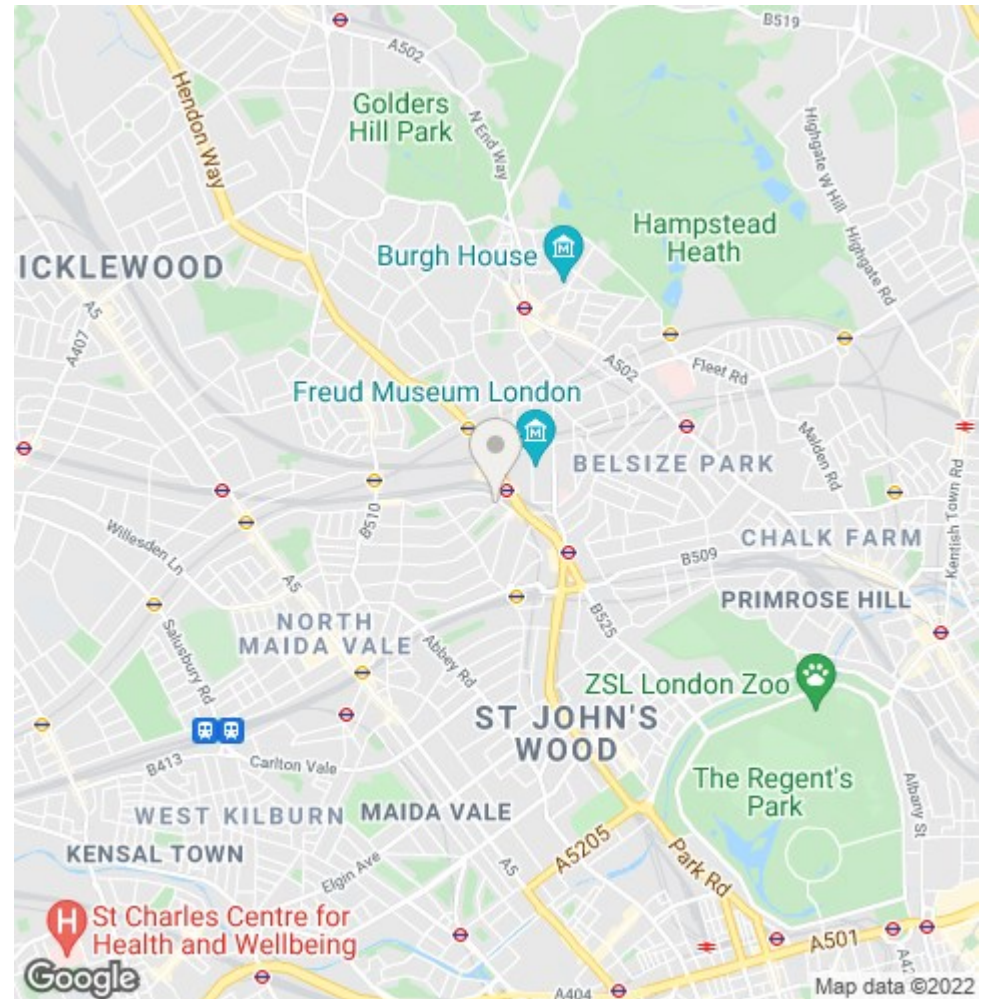 B519
A502
Hendon Way
Golders
Hill Park
N End Way
Highgate W Hill
Highgate Rd
Hampstead
Heath
Burgh House
ICKLEWOOD
A5
A407
A502
Fleet Rd
Freud Museum London
Malden Rd
BELSIZE PARK
Kentish Town Rd
B510
Willesden Ln
CHALK FARM
B509
A5
PRIMROSE HILL
B525
NORTH
MAIDA VALE
Abbey Rd
Salusbury Rd
ZSL London Zoo
ST JOHN'S
WOOD
B413
Carlton Vale
The Regent's
Park
Albany St
WEST KILBURN
MAIDA VALE
KENSAL TOWN
Elgin Ave
A5
A5205
Park Rd
St Charles Centre for
Health and Wellbeing
A501
A404
Google
Map data ©2022